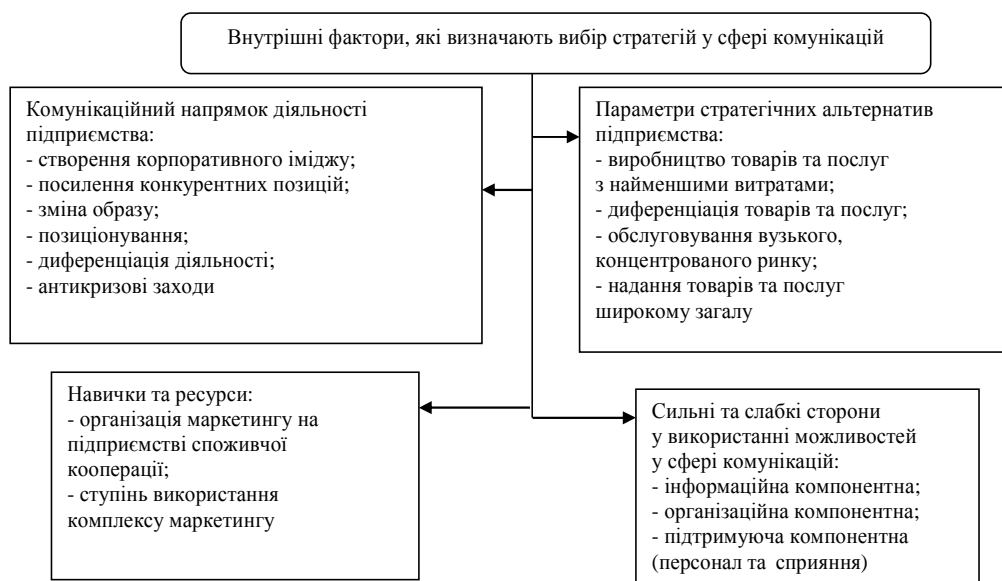 Внутрішні фактори, які визначають вибір стратегій у сфері комунікацій
Комунікаційний напрямок діяльності
підприємства:
- створення корпоративного іміджу;
- посилення конкурентних позицій;
- зміна образу;
- позиціонування;
- диференціація діяльності;
- антикризові заходи
Параметри стратегічних альтернатив
підприємства:
- виробництво товарів та послуг
з найменшими витратами;
- диференціація товарів та послуг;
- обслуговування вузького,
концентрованого ринку;
- надання товарів та послуг
широкому загалу
Навички та ресурси:
- організація маркетингу на
підприємстві споживчої
кооперації;
- ступінь використання
комплексу маркетингу
Сильні та слабкі сторони
у використанні можливостей
у сфері комунікацій:
- інформаційна компонентна;
- організаційна компонентна;
- підтримуюча компонентна
(персонал та сприяння)